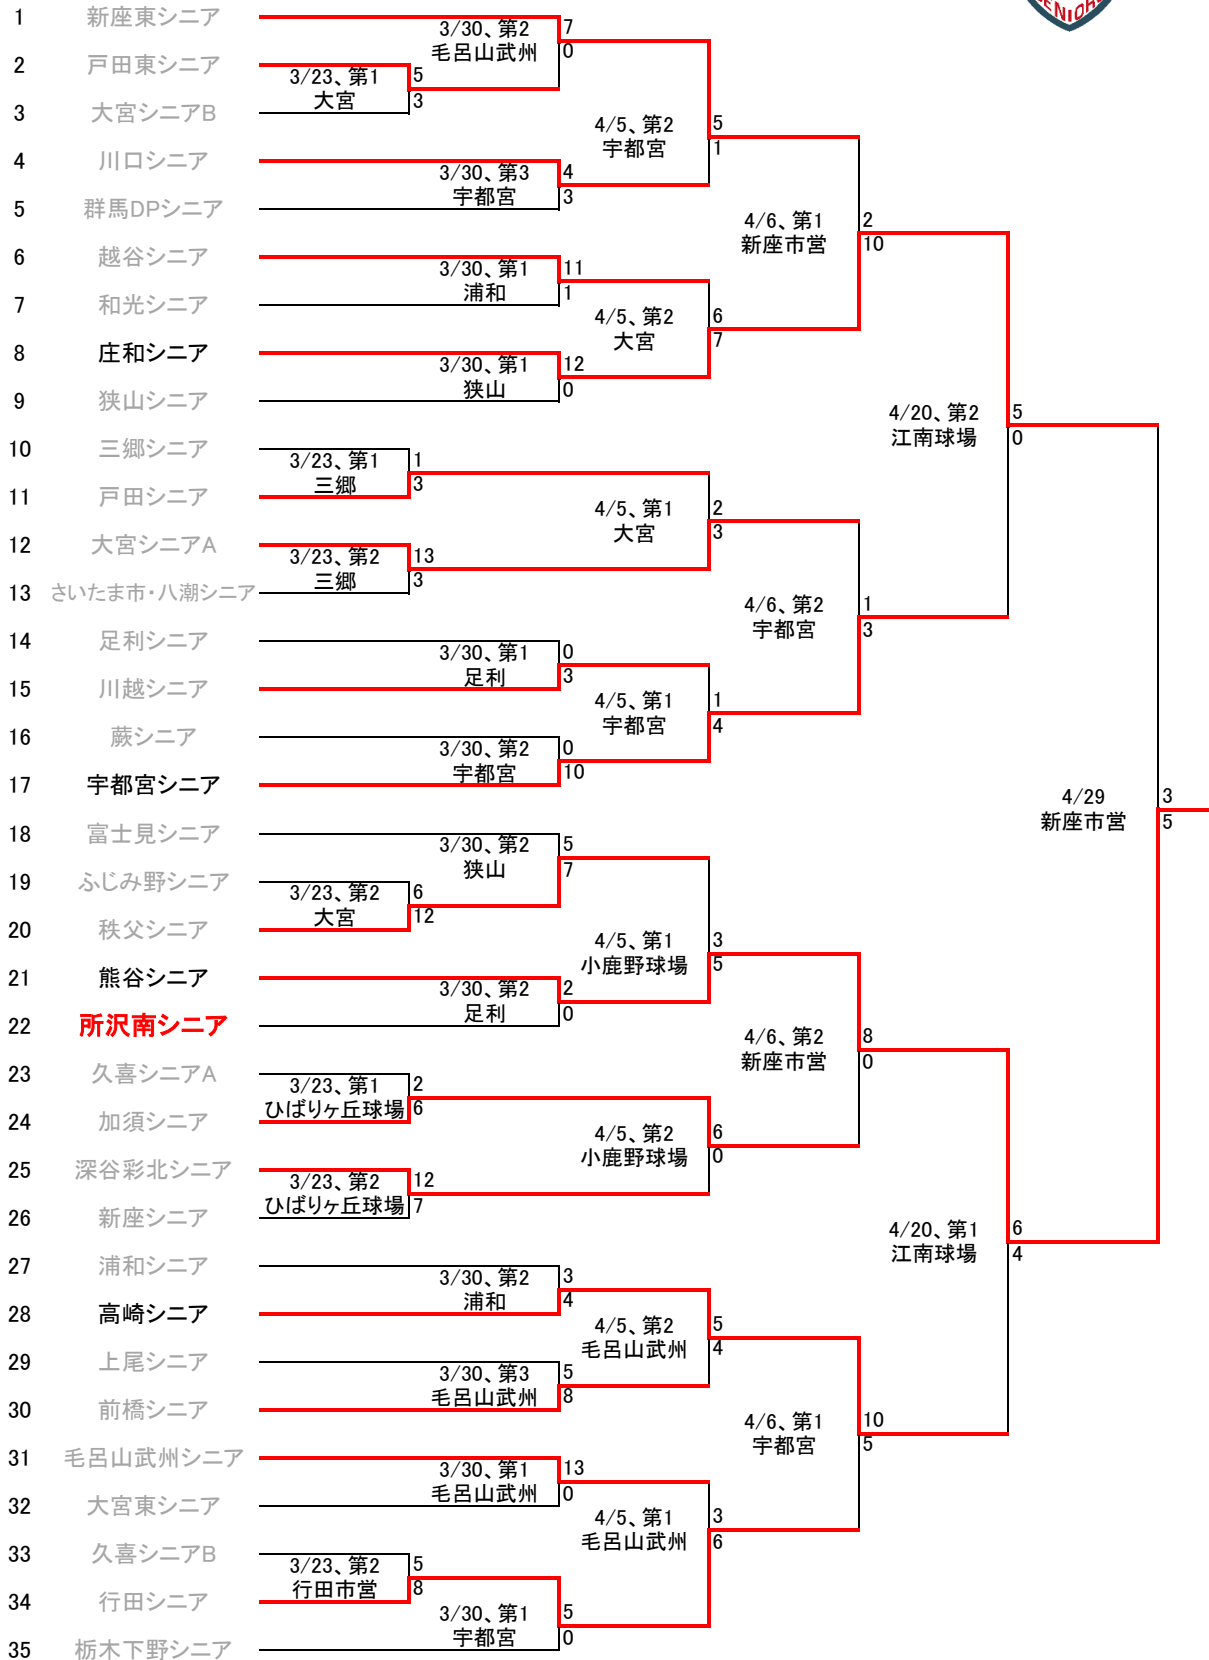 SENIORS
1 新座東シニア
3/30、第2 7
毛呂山武州 0
2 戸田東シニア
3/23、第1 5
大宮 3
3 大宮シニアB
4/5、第2 5
宇都宮 1
4 川口シニア
3/30、第3 4
宇都宮 3
5 群馬DPシニア
4/6、第1 2
新座市営 10
6 越谷シニア
3/30、第1 11
浦和 1
7 和光シニア
4/5、第2 6
大宮 7
8 庄和シニア
3/30、第1 12
狭山 0
9 狭山シニア
4/20、第2 5
江南球場 0
10 三郷シニア
3/23、第1 1
三郷 3
11 戸田シニア
4/5、第1 2
大宮 3
12 大宮シニアA
3/23、第2 13
三郷 3
13 さいたま市・八潮シニア
4/6、第2 1
宇都宮 3
14 足利シニア
3/30、第1 0
足利 3
15 川越シニア
4/5、第1 1
宇都宮 4
16 蕨シニア
3/30、第2 0
宇都宮 10
17 宇都宮シニア
4/29 3
新座市営 5
18 富士見シニア
3/30、第2 5
狭山 7
19 ふじみ野シニア
3/23、第2 6
大宮 12
20 秩父シニア
4/5、第1 3
小鹿野球場 5
21 熊谷シニア
3/30、第2 2
足利 0
22 所沢南シニア
4/6、第2 8
新座市営 0
23 久喜シニアA
3/23、第1 2
ひばりヶ丘球場 6
24 加須シニア
4/5、第2 6
小鹿野球場 0
25 深谷彩北シニア
3/23、第2 12
ひばりヶ丘球場 7
26 新座シニア
4/20、第1 6
江南球場 4
27 浦和シニア
3/30、第2 3
浦和 4
28 高崎シニア
4/5、第2 5
毛呂山武州 4
29 上尾シニア
3/30、第3 5
毛呂山武州 8
30 前橋シニア
4/6、第1 10
宇都宮 5
31 毛呂山武州シニア
3/30、第1 13
毛呂山武州 0
32 大宮東シニア
4/5、第1 3
毛呂山武州 6
33 久喜シニアB
3/23、第2 5
行田市営 8
34 行田シニア
3/30、第1 5
宇都宮 0
35 栃木下野シニア